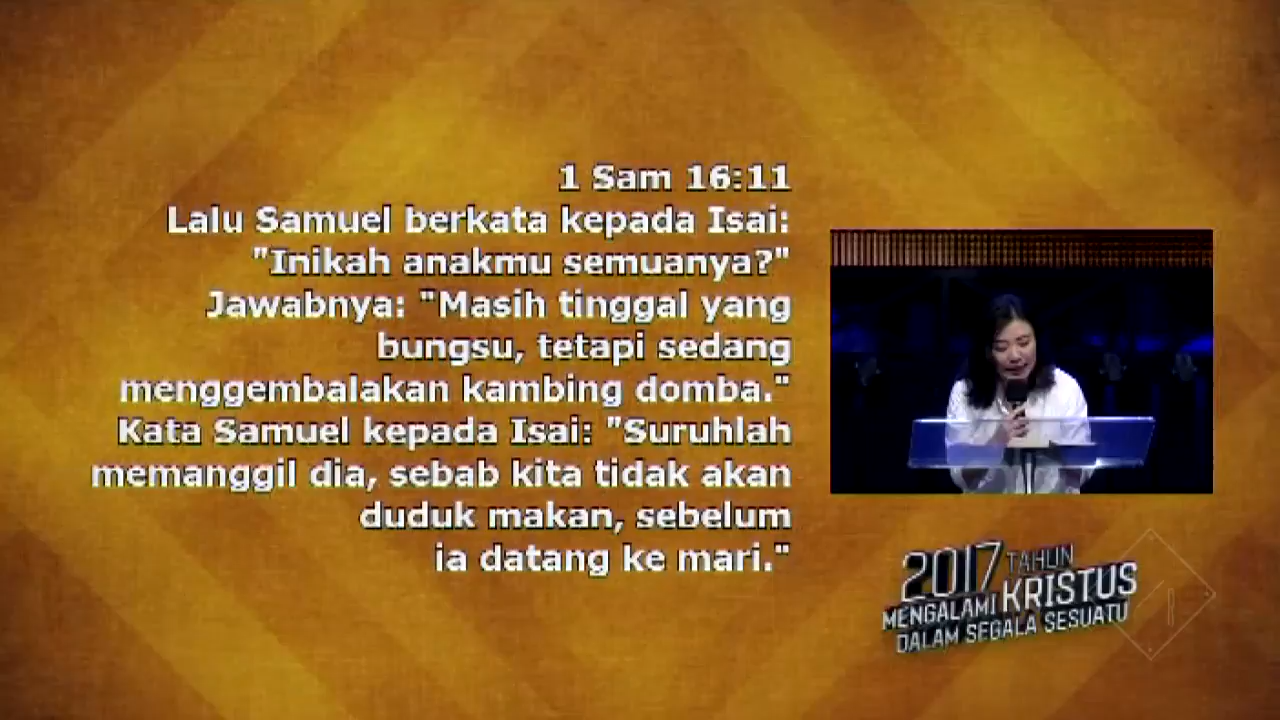 1 Sam 16:11
Lalu Samuel berkata kepada Isai:
"Inikah anakmu semuanya?"
Jawabnya: "Masih tinggal yang
bungsu, tetapi sedang
menggembalakan kambing domba."
Kata Samuel kepada Isai: "Suruhlah
memanggil dia, sebab kita tidak akan
duduk makan, sebelum
ia datang ke mari."
2017 TAHUN
MENGALAMI KRISTUS
DALAM SEGALA SESUATU